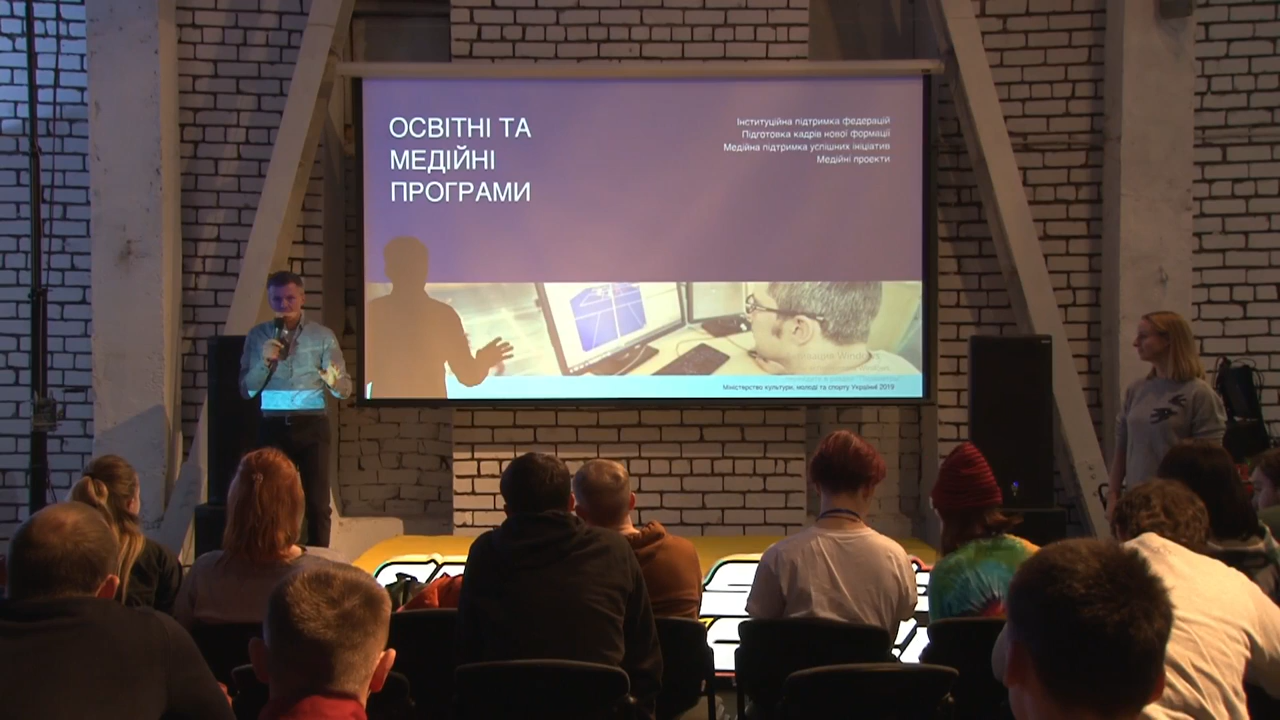 ОСВІТНІ ТА
МЕДІЙНІ
ПРОГРАМИ
Інституційна підтримка федерацій
Підготовка кадрів нової формації
Медійна підтримка успішних ініціатив
Медійні проекти
Windows
Міністерство культури, молоді та спорту України 2019